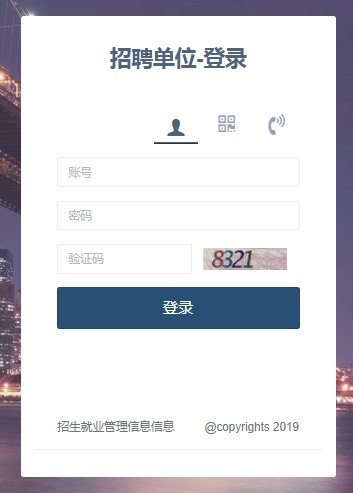 招聘单位-登录
账号
密码
验证码 8321
登录
招生就业管理信息信息 @copyrights 2019